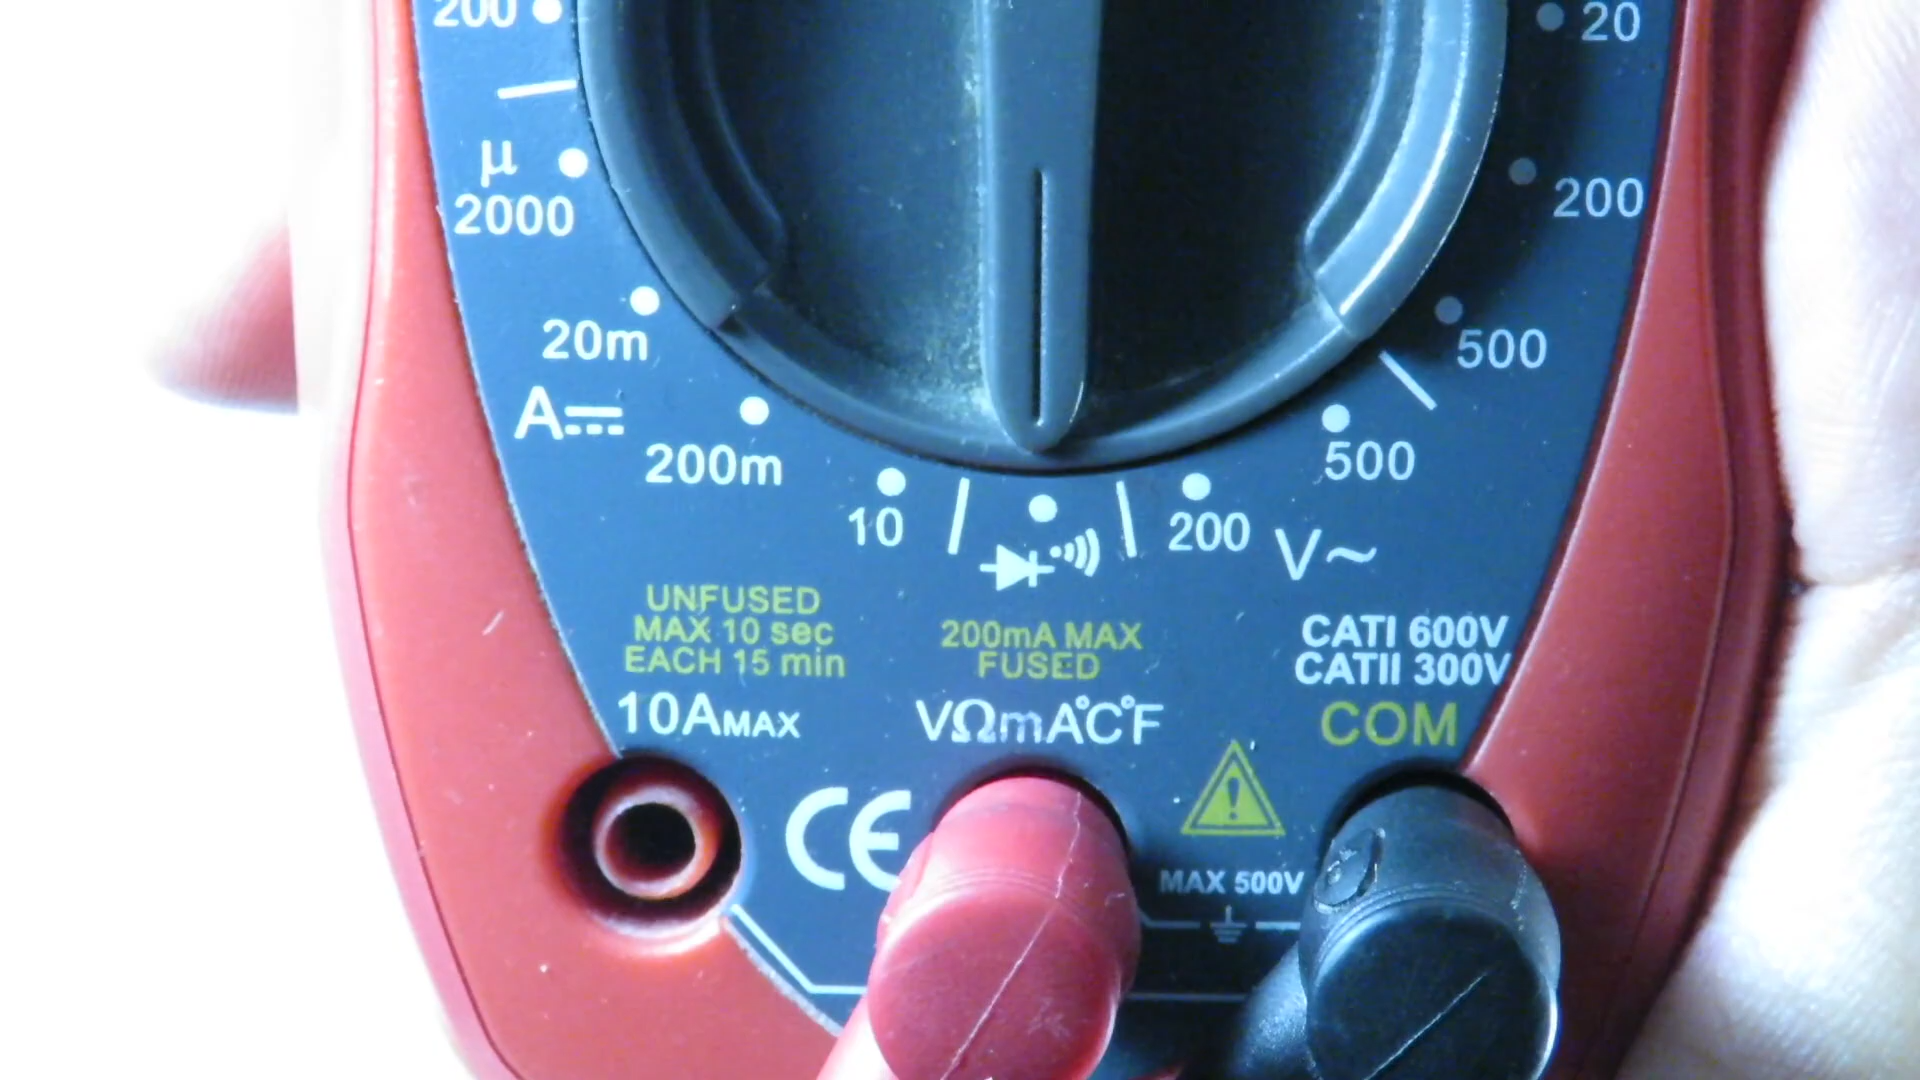 200
20
μ
2000
200
20m
500
A⎓
200m
500
10
200
V~
UNFUSED
MAX 10 sec
EACH 15 min
10AMAX
200mA MAX
FUSED
VΩmA°C°F
CATI 600V
CATII 300V
COM
CE
MAX 500V